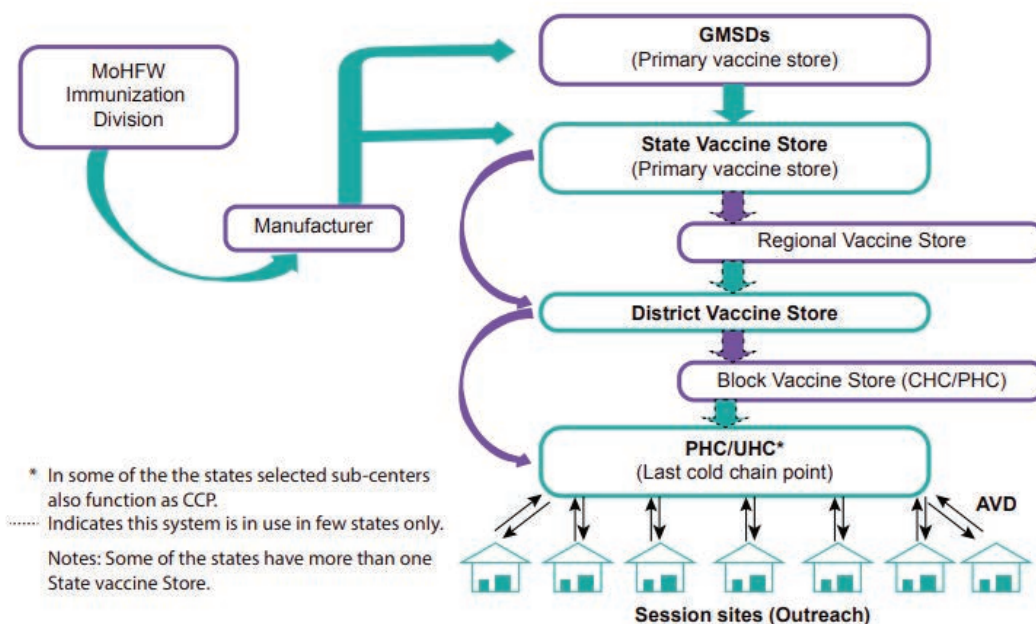 MoHFW
Immunization
Division
Manufacturer
GMSDs
(Primary vaccine store)
State Vaccine Store
(Primary vaccine store)
Regional Vaccine Store
District Vaccine Store
Block Vaccine Store (CHC/PHC)
PHC/UHC*
(Last cold chain point)
AVD
Session sites (Outreach)
* In some of the the states selected sub-centers
also function as CCP.
Indicates this system is in use in few states only.
Notes: Some of the states have more than one
State vaccine Store.